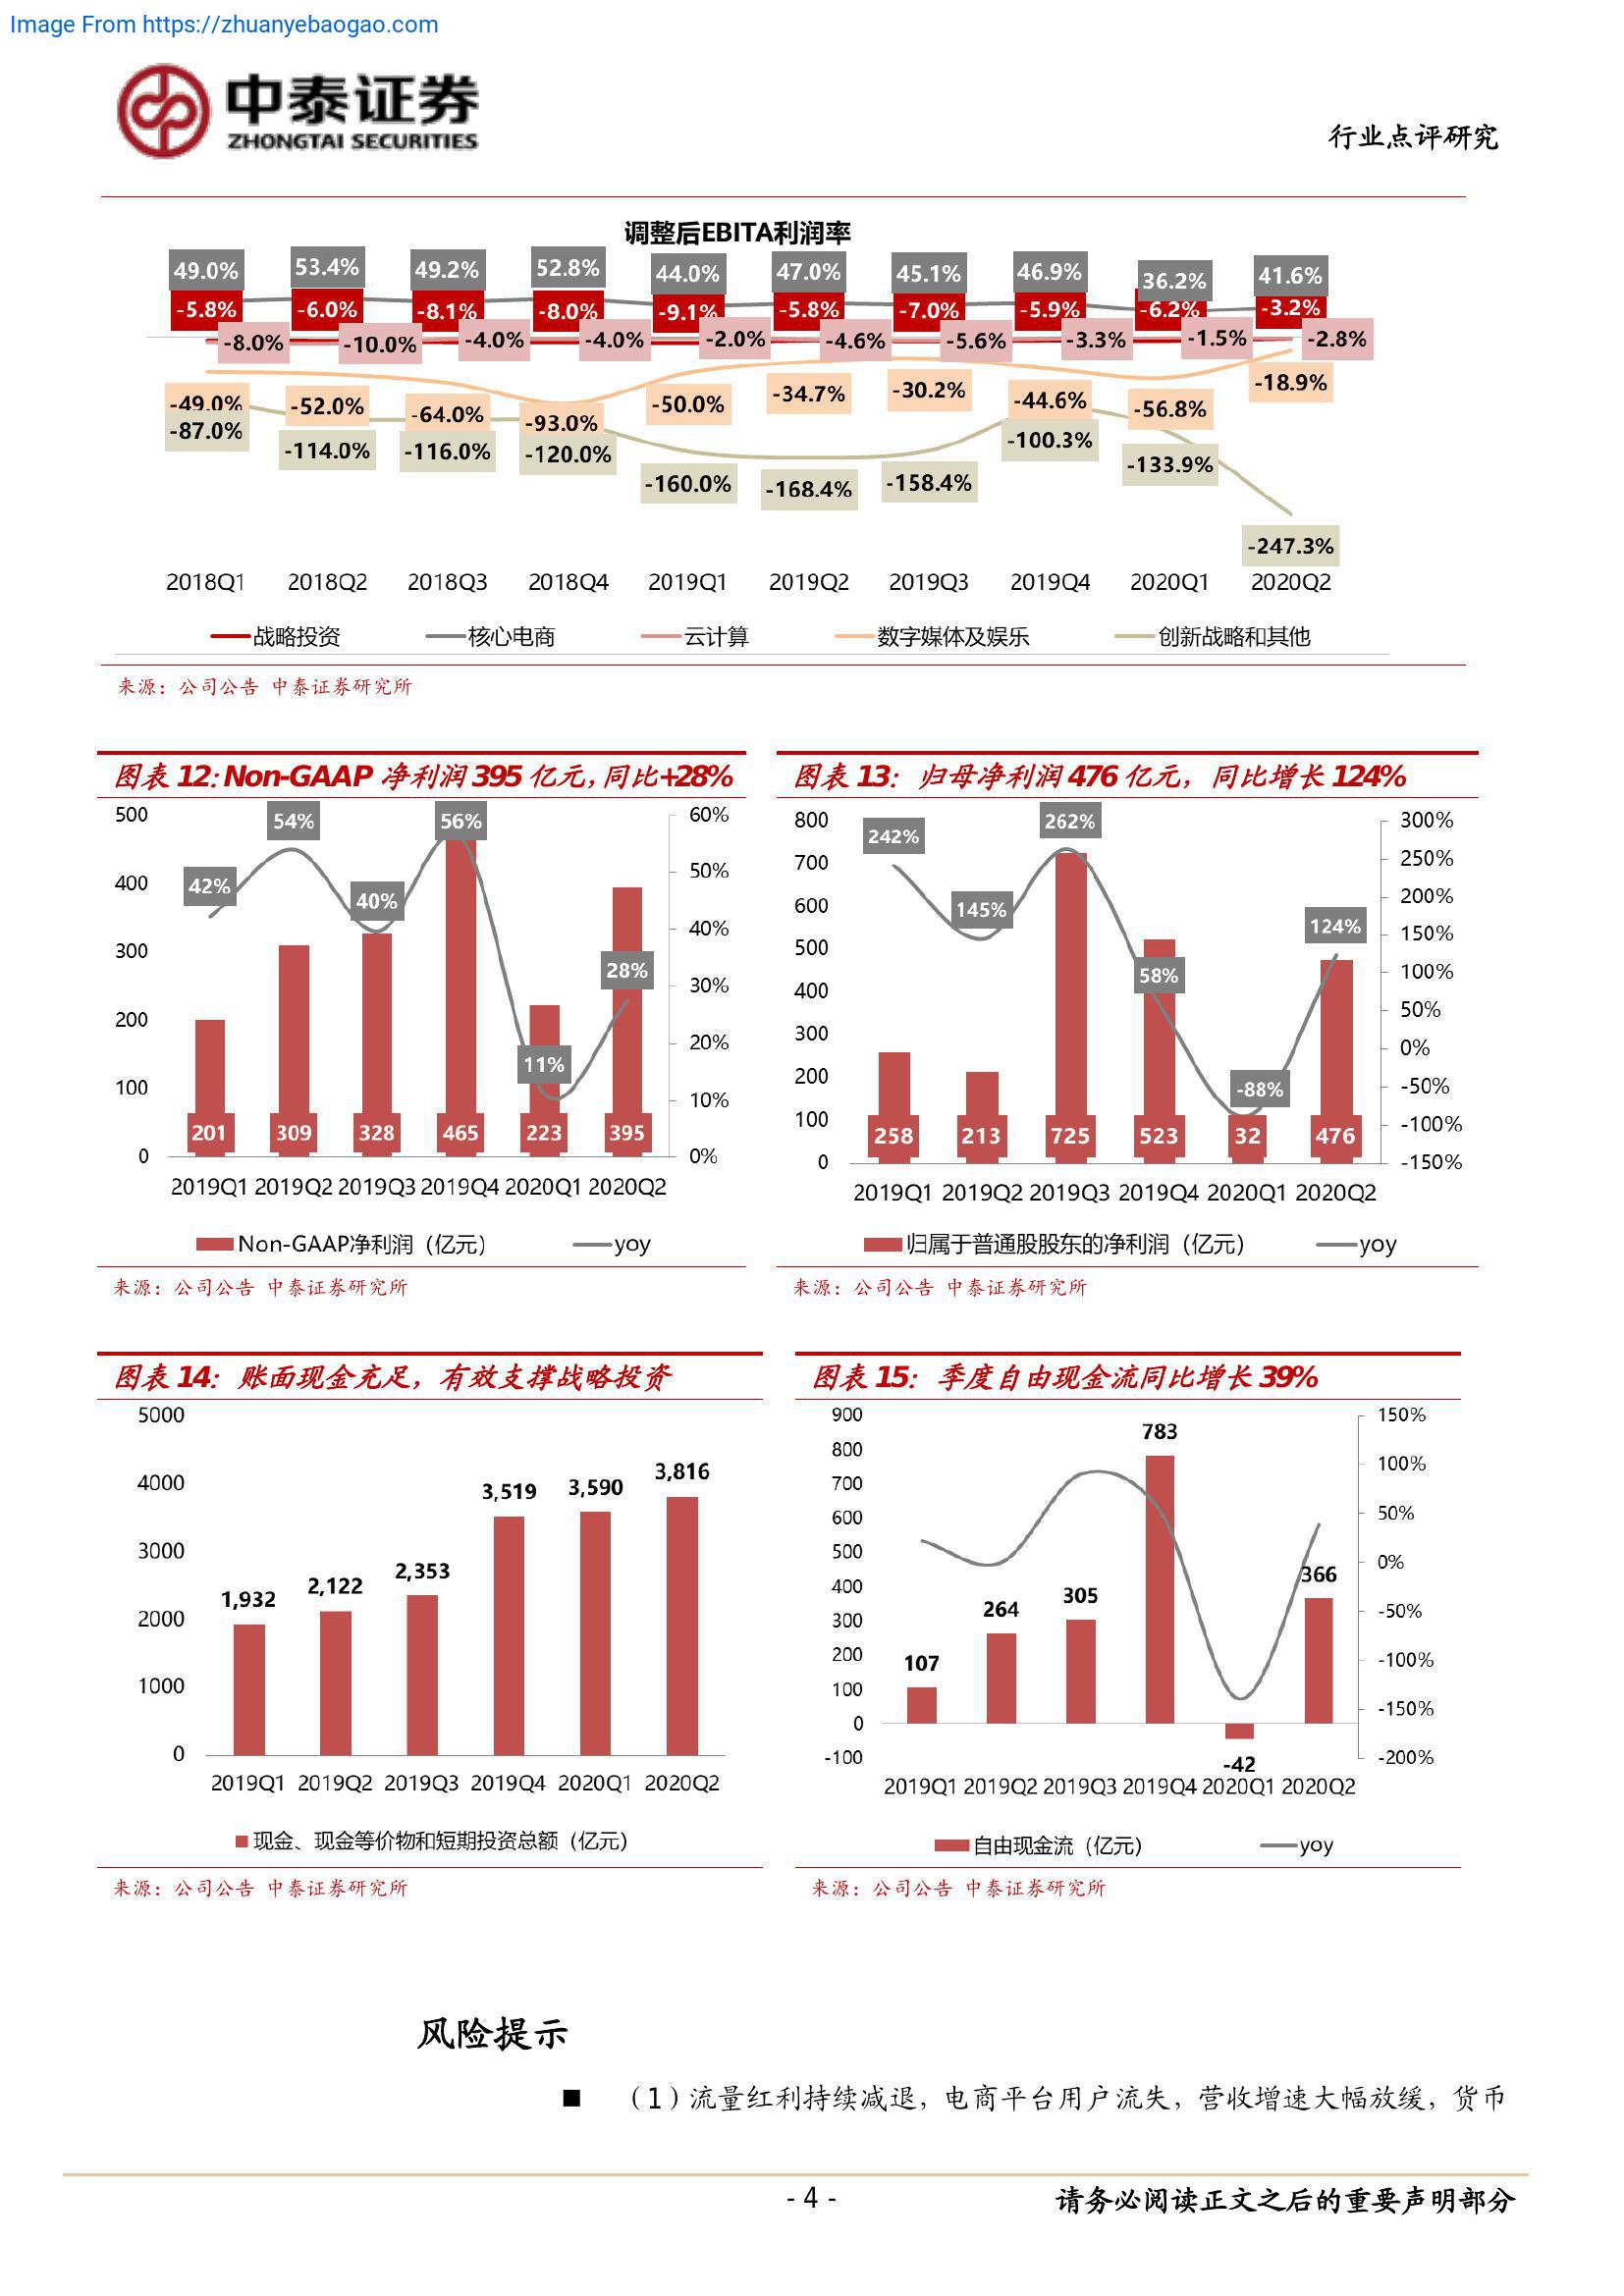 Image From https://zhuanyebaogao.com
中泰证券
ZHONGTAI SECURITIES
行业点评研究
调整后EBITA利润率
49.0% 53.4% 49.2% 52.8% 44.0% 47.0% 45.1% 46.9% 36.2% 41.6%
-5.8% -6.0% -8.1% -8.0% -9.1% -5.8% -7.0% -5.9% -6.2% -3.2%
-8.0% -10.0% -4.0% -4.0% -2.0% -4.6% -5.6% -3.3% -1.5% -2.8%
-49.0% -52.0% -64.0% -93.0% -50.0% -34.7% -30.2% -44.6% -56.8% -18.9%
-87.0% -114.0% -116.0% -120.0% -160.0% -168.4% -158.4% -100.3% -133.9% -247.3%
2018Q1 2018Q2 2018Q3 2018Q4 2019Q1 2019Q2 2019Q3 2019Q4 2020Q1 2020Q2
战略投资 核心电商 云计算 数字媒体及娱乐 创新战略和其他
来源：公司公告 中泰证券研究所
图表 12：Non-GAAP 净利润 395 亿元，同比+28%
500
400
300
200
100
0
60%
50%
40%
30%
20%
10%
0%
42% 54% 40% 56% 11% 28%
201 309 328 465 223 395
2019Q1 2019Q2 2019Q3 2019Q4 2020Q1 2020Q2
Non-GAAP净利润（亿元） yoy
来源：公司公告 中泰证券研究所
图表 13： 归母净利润 476 亿元， 同比增长 124%
800
700
600
500
400
300
200
100
0
300%
250%
200%
150%
100%
50%
0%
-50%
-100%
-150%
242% 145% 262% 58% -88% 124%
258 213 725 523 32 476
2019Q1 2019Q2 2019Q3 2019Q4 2020Q1 2020Q2
归属于普通股股东的净利润（亿元） yoy
来源：公司公告 中泰证券研究所
图表 14： 账面现金充足，有效支撑战略投资
5000
4000
3000
2000
1000
0
1,932 2,122 2,353 3,519 3,590 3,816
2019Q1 2019Q2 2019Q3 2019Q4 2020Q1 2020Q2
现金、现金等价物和短期投资总额（亿元）
来源：公司公告 中泰证券研究所
图表 15： 季度自由现金流同比增长 39%
900
800
700
600
500
400
300
200
100
0
-100
150%
100%
50%
0%
-50%
-100%
-150%
-200%
107 264 305 783 -42 366
2019Q1 2019Q2 2019Q3 2019Q4 2020Q1 2020Q2
自由现金流（亿元） yoy
来源：公司公告 中泰证券研究所
风险提示
■ （1）流量红利持续减退，电商平台用户流失，营收增速大幅放缓，货币
- 4 -
请务必阅读正文之后的重要声明部分